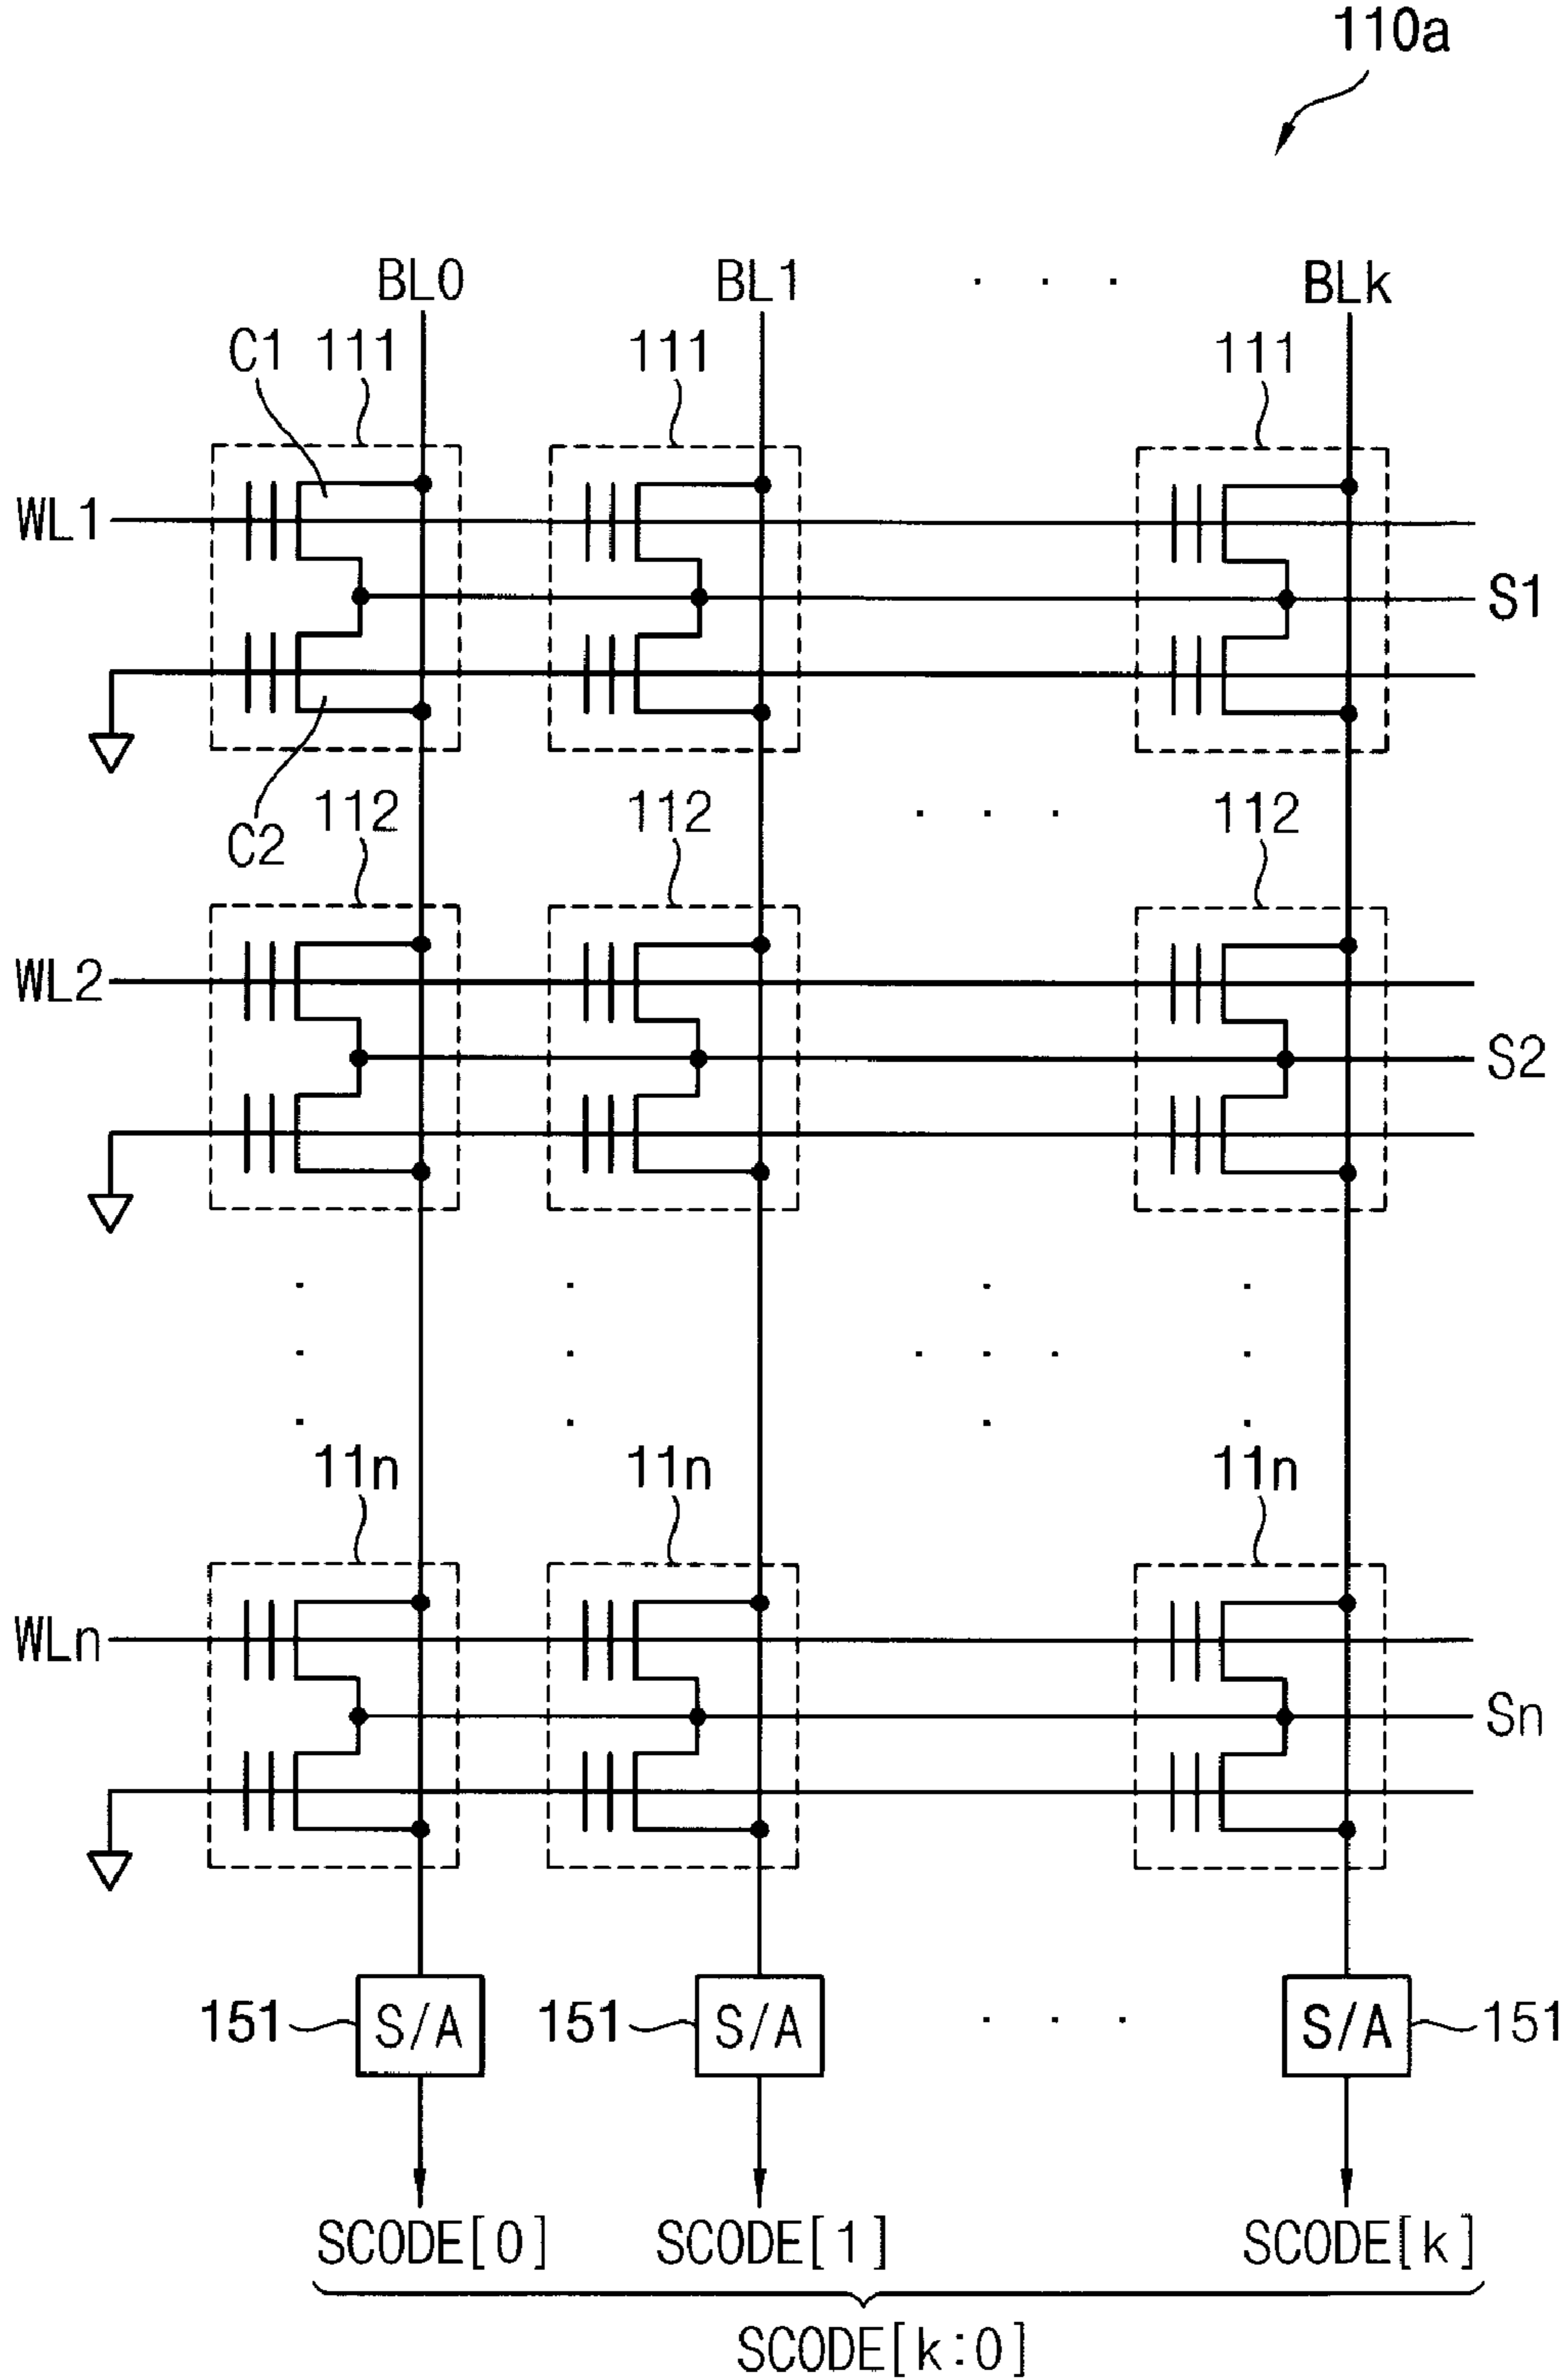 110a
BL0 BL1 BLk
C1 111 111 111
WL1
S1
C2 112 112 112
WL2
S2
11n 11n 11n
WLn
Sn
151 S/A 151 S/A S/A 151
SCODE[0] SCODE[1] SCODE[k]
SCODE[k:0]